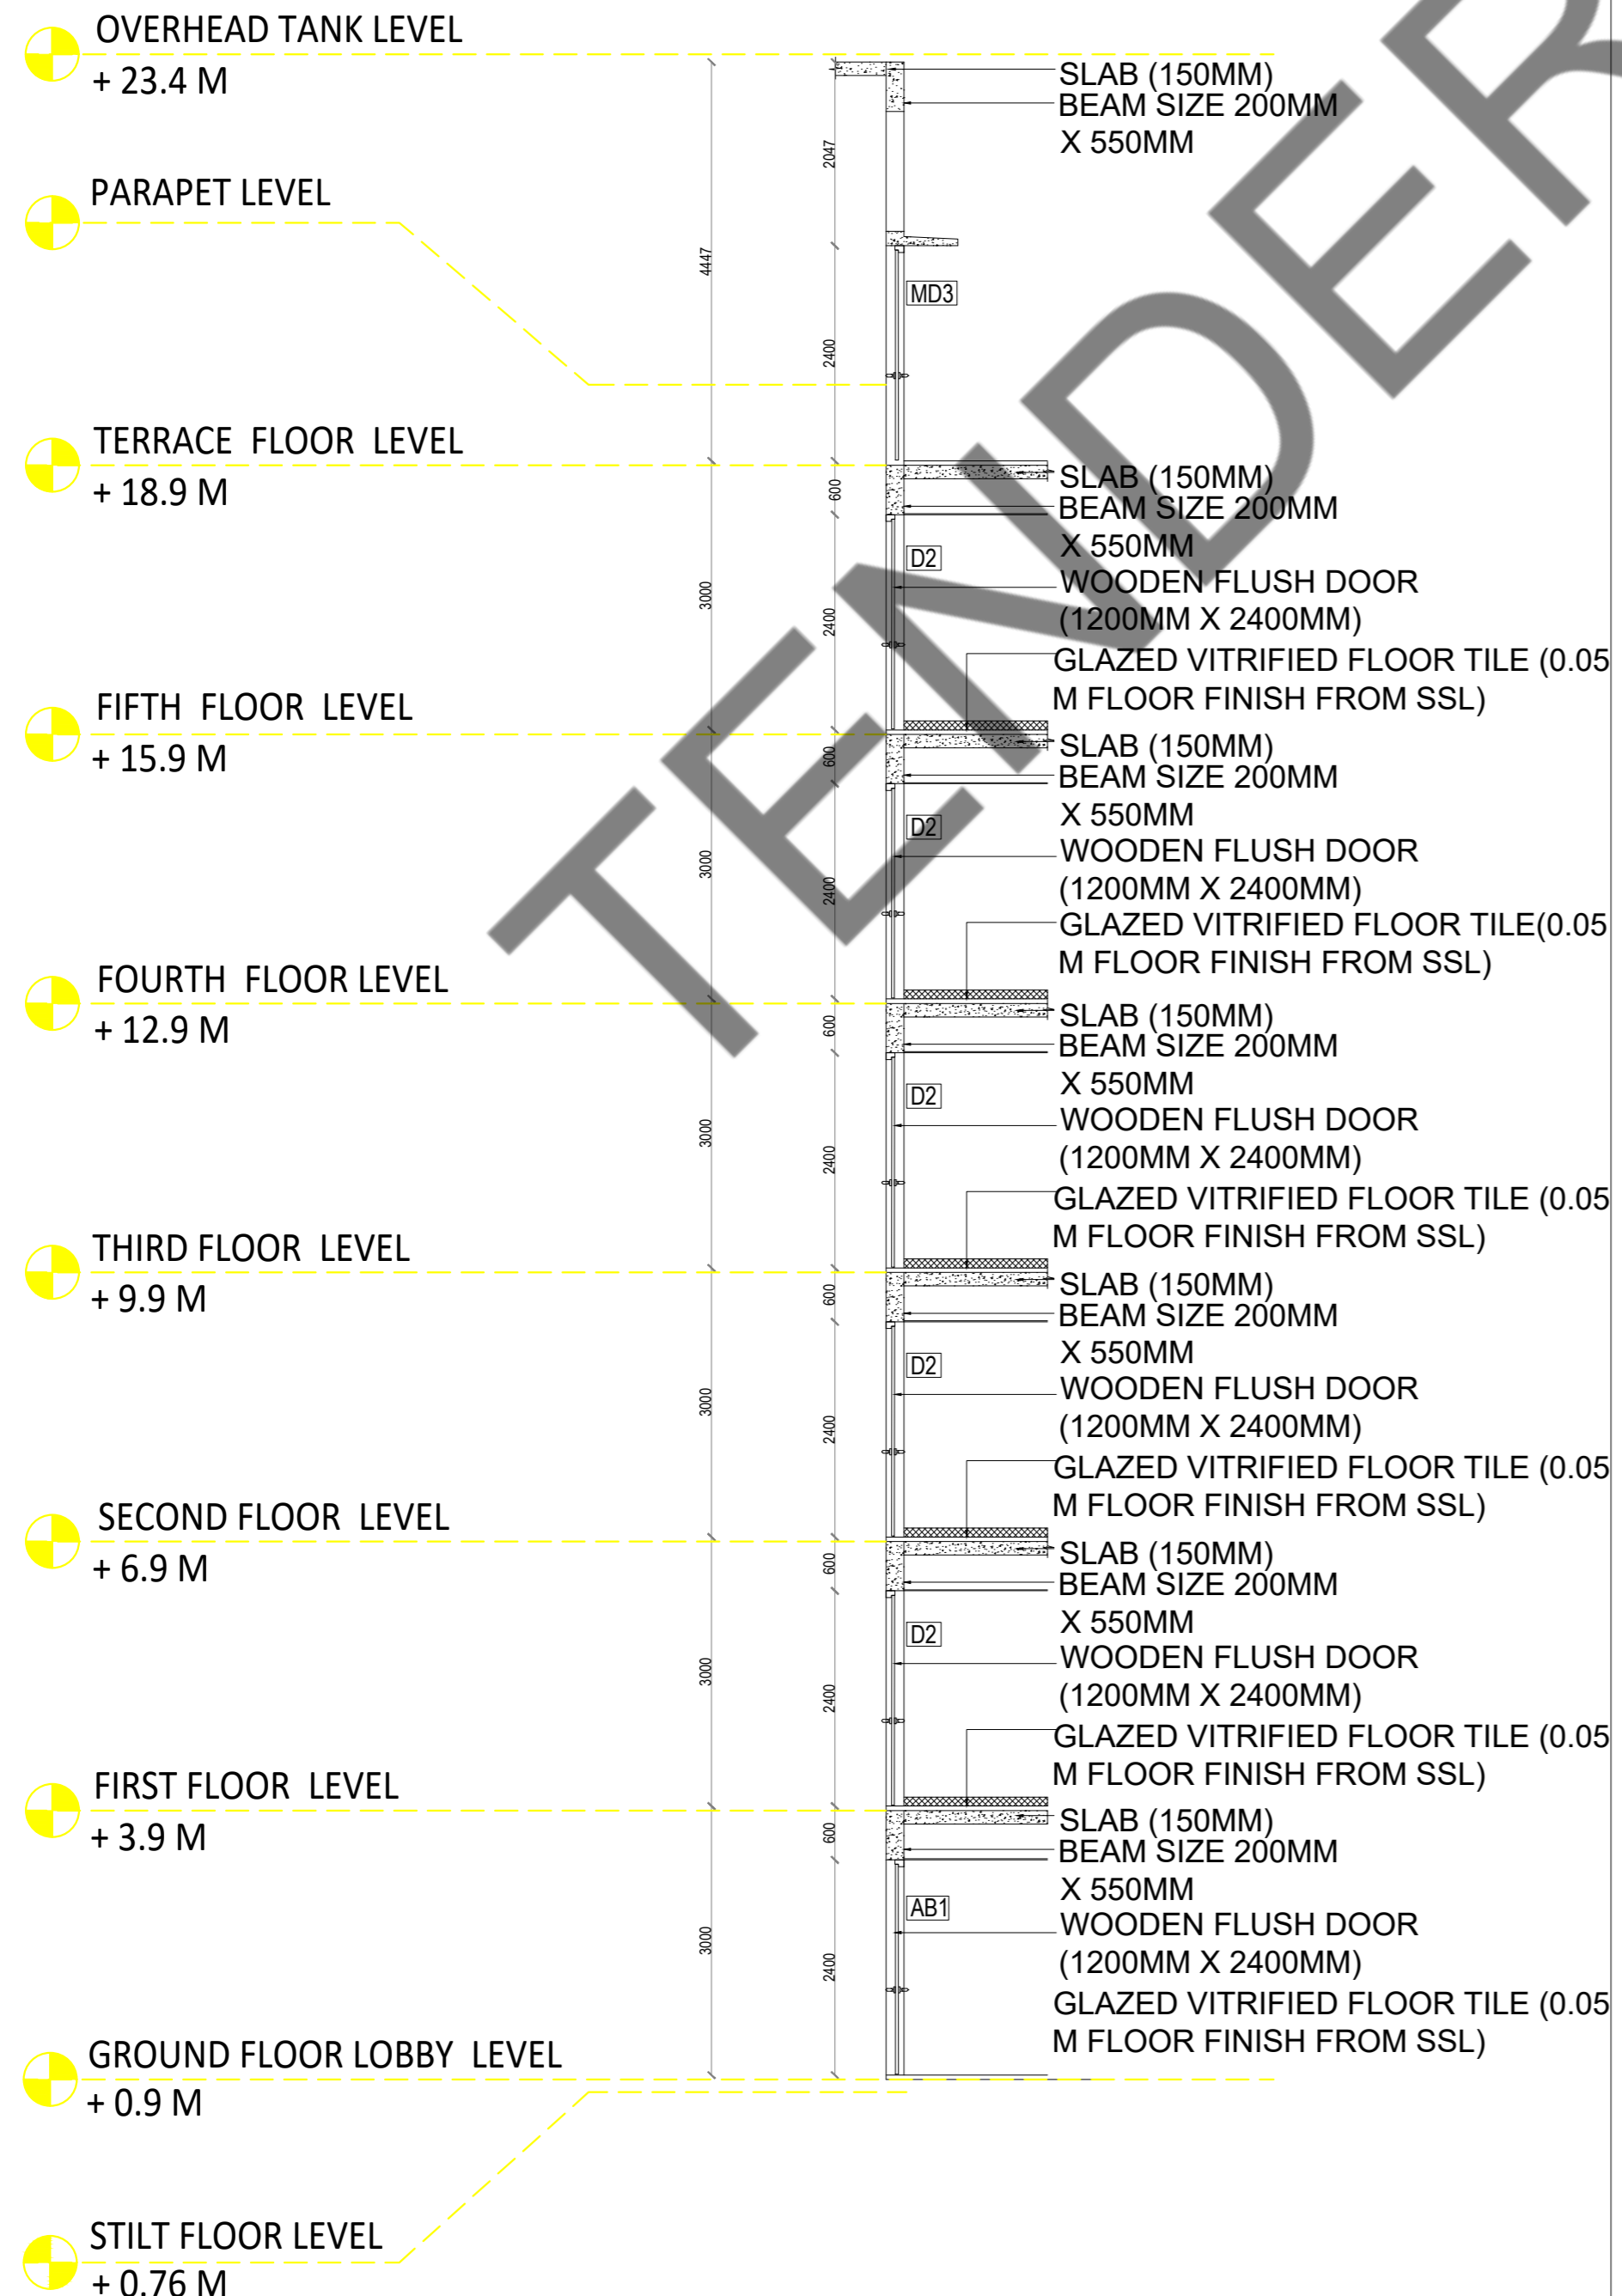 OVERHEAD TANK LEVEL
+ 23.4 M
SLAB (150MM)
BEAM SIZE 200MM
X 550MM
2047
PARAPET LEVEL
4447
MD3
2400
TERRACE FLOOR LEVEL
+ 18.9 M
600
SLAB (150MM)
BEAM SIZE 200MM
X 550MM
D2
WOODEN FLUSH DOOR
(1200MM X 2400MM)
3000
2400
GLAZED VITRIFIED FLOOR TILE (0.05
M FLOOR FINISH FROM SSL)
FIFTH FLOOR LEVEL
+ 15.9 M
600
SLAB (150MM)
BEAM SIZE 200MM
X 550MM
D2
WOODEN FLUSH DOOR
(1200MM X 2400MM)
3000
2400
GLAZED VITRIFIED FLOOR TILE(0.05
M FLOOR FINISH FROM SSL)
FOURTH FLOOR LEVEL
+ 12.9 M
600
SLAB (150MM)
BEAM SIZE 200MM
X 550MM
D2
WOODEN FLUSH DOOR
(1200MM X 2400MM)
3000
2400
GLAZED VITRIFIED FLOOR TILE (0.05
M FLOOR FINISH FROM SSL)
THIRD FLOOR LEVEL
+ 9.9 M
600
SLAB (150MM)
BEAM SIZE 200MM
X 550MM
D2
WOODEN FLUSH DOOR
(1200MM X 2400MM)
3000
2400
GLAZED VITRIFIED FLOOR TILE (0.05
M FLOOR FINISH FROM SSL)
SECOND FLOOR LEVEL
+ 6.9 M
600
SLAB (150MM)
BEAM SIZE 200MM
X 550MM
D2
WOODEN FLUSH DOOR
(1200MM X 2400MM)
3000
2400
GLAZED VITRIFIED FLOOR TILE (0.05
M FLOOR FINISH FROM SSL)
FIRST FLOOR LEVEL
+ 3.9 M
600
SLAB (150MM)
BEAM SIZE 200MM
X 550MM
AB1
WOODEN FLUSH DOOR
(1200MM X 2400MM)
3000
2400
GLAZED VITRIFIED FLOOR TILE (0.05
M FLOOR FINISH FROM SSL)
GROUND FLOOR LOBBY LEVEL
+ 0.9 M
STILT FLOOR LEVEL
+ 0.76 M
TENDER